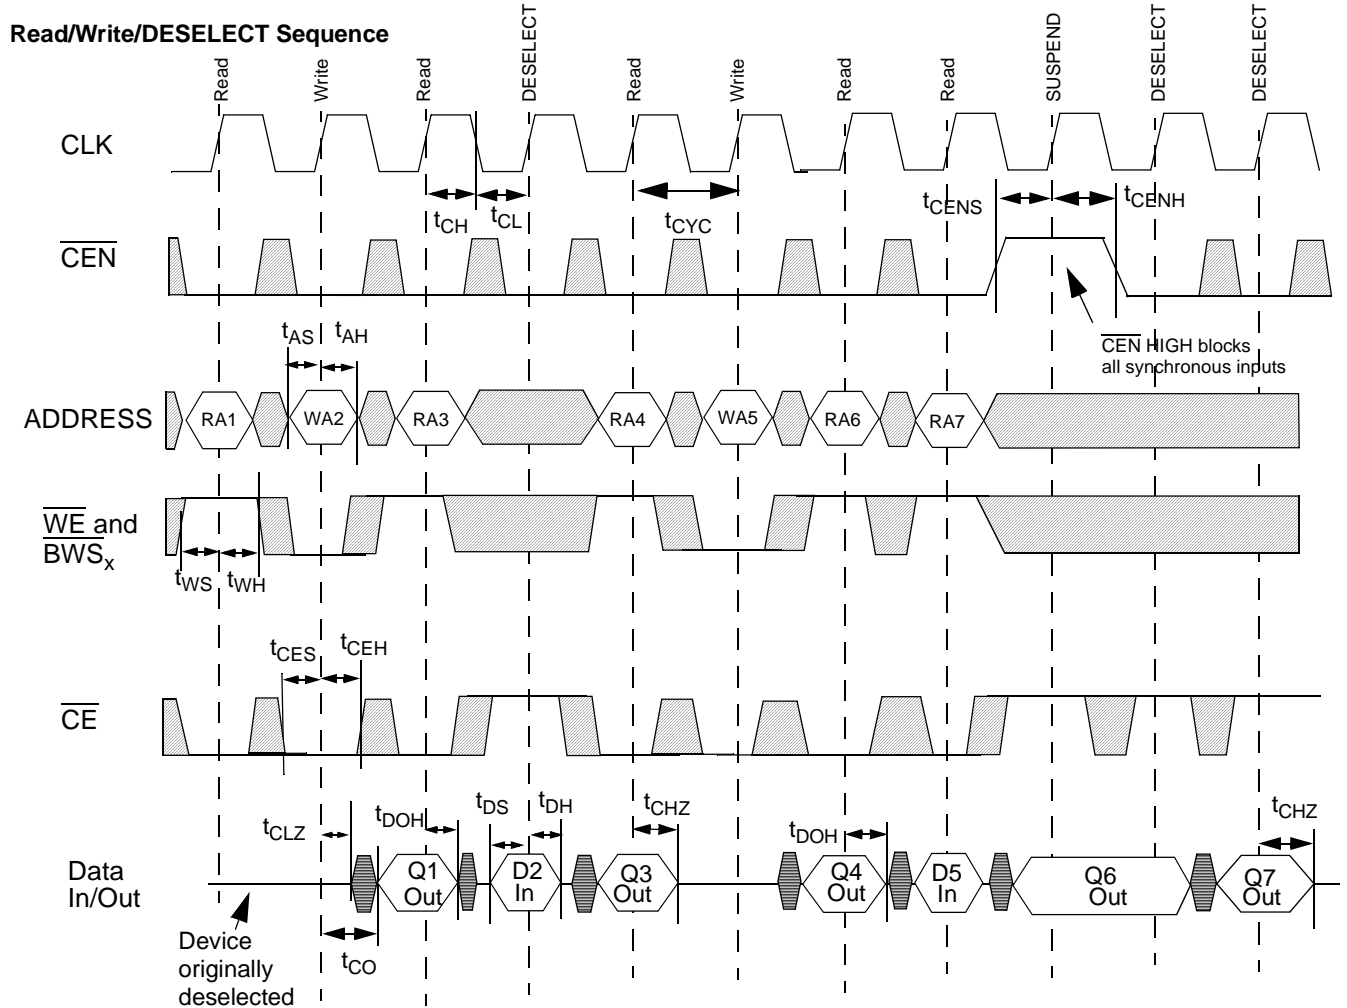 Read/Write/DESELECT Sequence
Read
Write
Read
DESELECT
Read
Write
Read
Read
SUSPEND
DESELECT
DESELECT
CLK
tCH
tCL
tCYC
tCENS
tCENH
CEN
CEN HIGH blocks
all synchronous inputs
tAS
tAH
ADDRESS
RA1
WA2
RA3
RA4
WA5
RA6
RA7
WE and
BWSx
tWS
tWH
tCES
tCEH
CE
tCLZ
tDOH
tDS
tDH
tCHZ
tDOH
tCHZ
Data
In/Out
Q1
Out
D2
In
Q3
Out
Q4
Out
D5
In
Q6
Out
Q7
Out
tCO
Device
originally
deselected